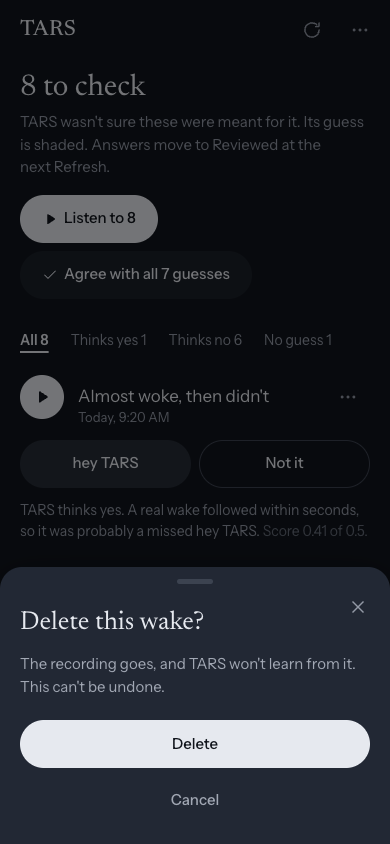 TARS
8 to check
TARS wasn't sure these were meant for it. Its guess
is shaded. Answers move to Reviewed at the
next Refresh.
Listen to 8
Agree with all 7 guesses
All 8 Thinks yes 1 Thinks no 6 No guess 1
Almost woke, then didn't
Today, 9:20 AM
hey TARS Not it
TARS thinks yes. A real wake followed within seconds,
so it was probably a missed hey TARS. Score 0.41 of 0.5.
Delete this wake?
The recording goes, and TARS won't learn from it.
This can't be undone.
Delete
Cancel